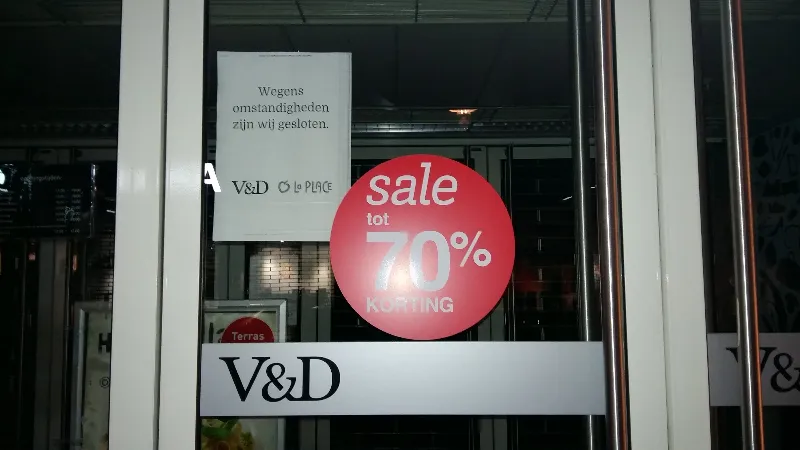 Wegens
omstandigheden
zijn wij gesloten.
V&D La PLACE
sale
tot
70%
KORTING
Terras
V&D
V&